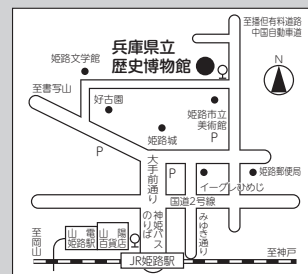 至播但有料道路
中国自動車道
兵庫県立
歴史博物館
N
姫路文学館
至書写山
好古園
姫路市立
美術館
P
姫路城
P
大手前通り
P
姫路郵便局
イーグレひめじ
国道2号線
神姫バス
のりば
みゆき通り
至岡山
山電
姫路駅
山陽
百貨店
JR姫路駅
至神戸